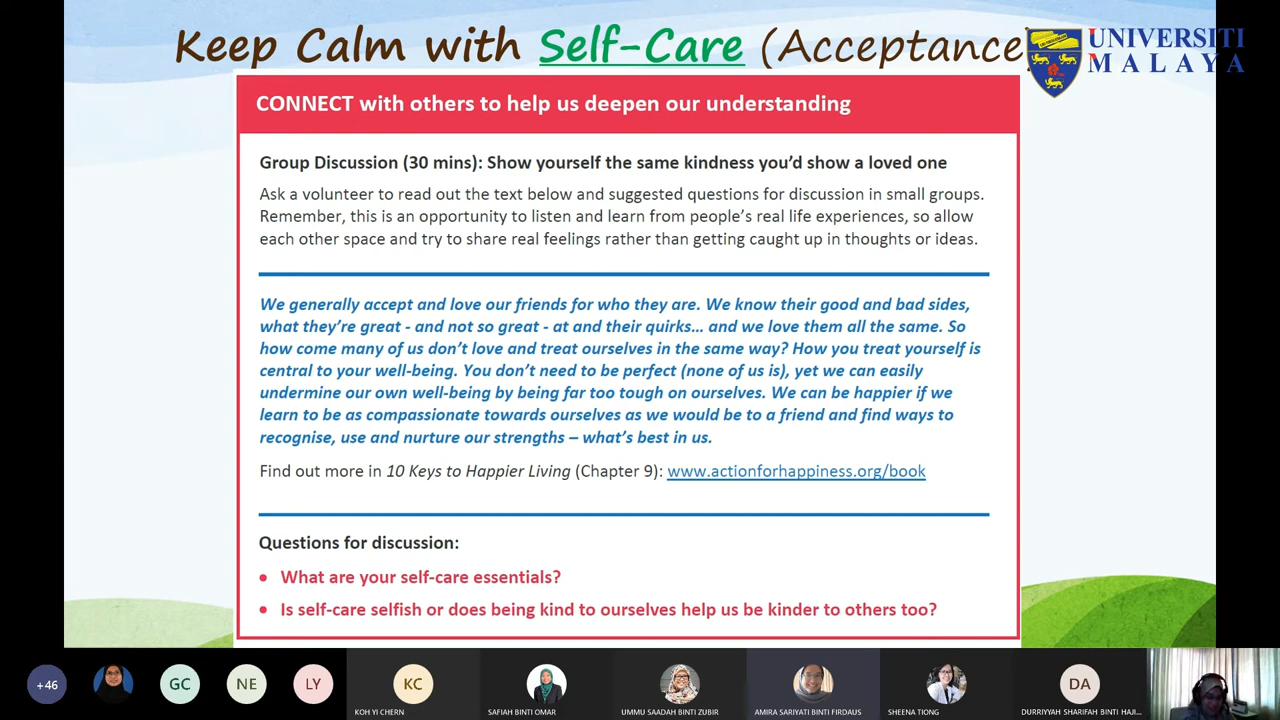 Keep Calm with Self-Care (Acceptance)
UNIVERSITI
MALAYA
CONNECT with others to help us deepen our understanding
Group Discussion (30 mins): Show yourself the same kindness you'd show a loved one
Ask a volunteer to read out the text below and suggested questions for discussion in small groups.
Remember, this is an opportunity to listen and learn from people's real life experiences, so allow
each other space and try to share real feelings rather than getting caught up in thoughts or ideas.
We generally accept and love our friends for who they are. We know their good and bad sides,
what they're great - and not so great - at and their quirks… and we love them all the same. So
how come many of us don't love and treat ourselves in the same way? How you treat yourself is
central to your well-being. You don't need to be perfect (none of us is), yet we can easily
undermine our own well-being by being far too tough on ourselves. We can be happier if we
learn to be as compassionate towards ourselves as we would be to a friend and find ways to
recognise, use and nurture our strengths – what's best in us.
Find out more in 10 Keys to Happier Living (Chapter 9): www.actionforhappiness.org/book
Questions for discussion:
• What are your self-care essentials?
• Is self-care selfish or does being kind to ourselves help us be kinder to others too?
+46
GC
NE
LY
KC
DA
KOH YI CHERN
SAFIAH BINTI OMAR
UMMU SAADAH BINTI ZUBIR
AMIRA SARIYATI BINTI FIRDAUS
SHEENA TIONG
DURRIYYAH SHARIFAH BINTI HAJI...